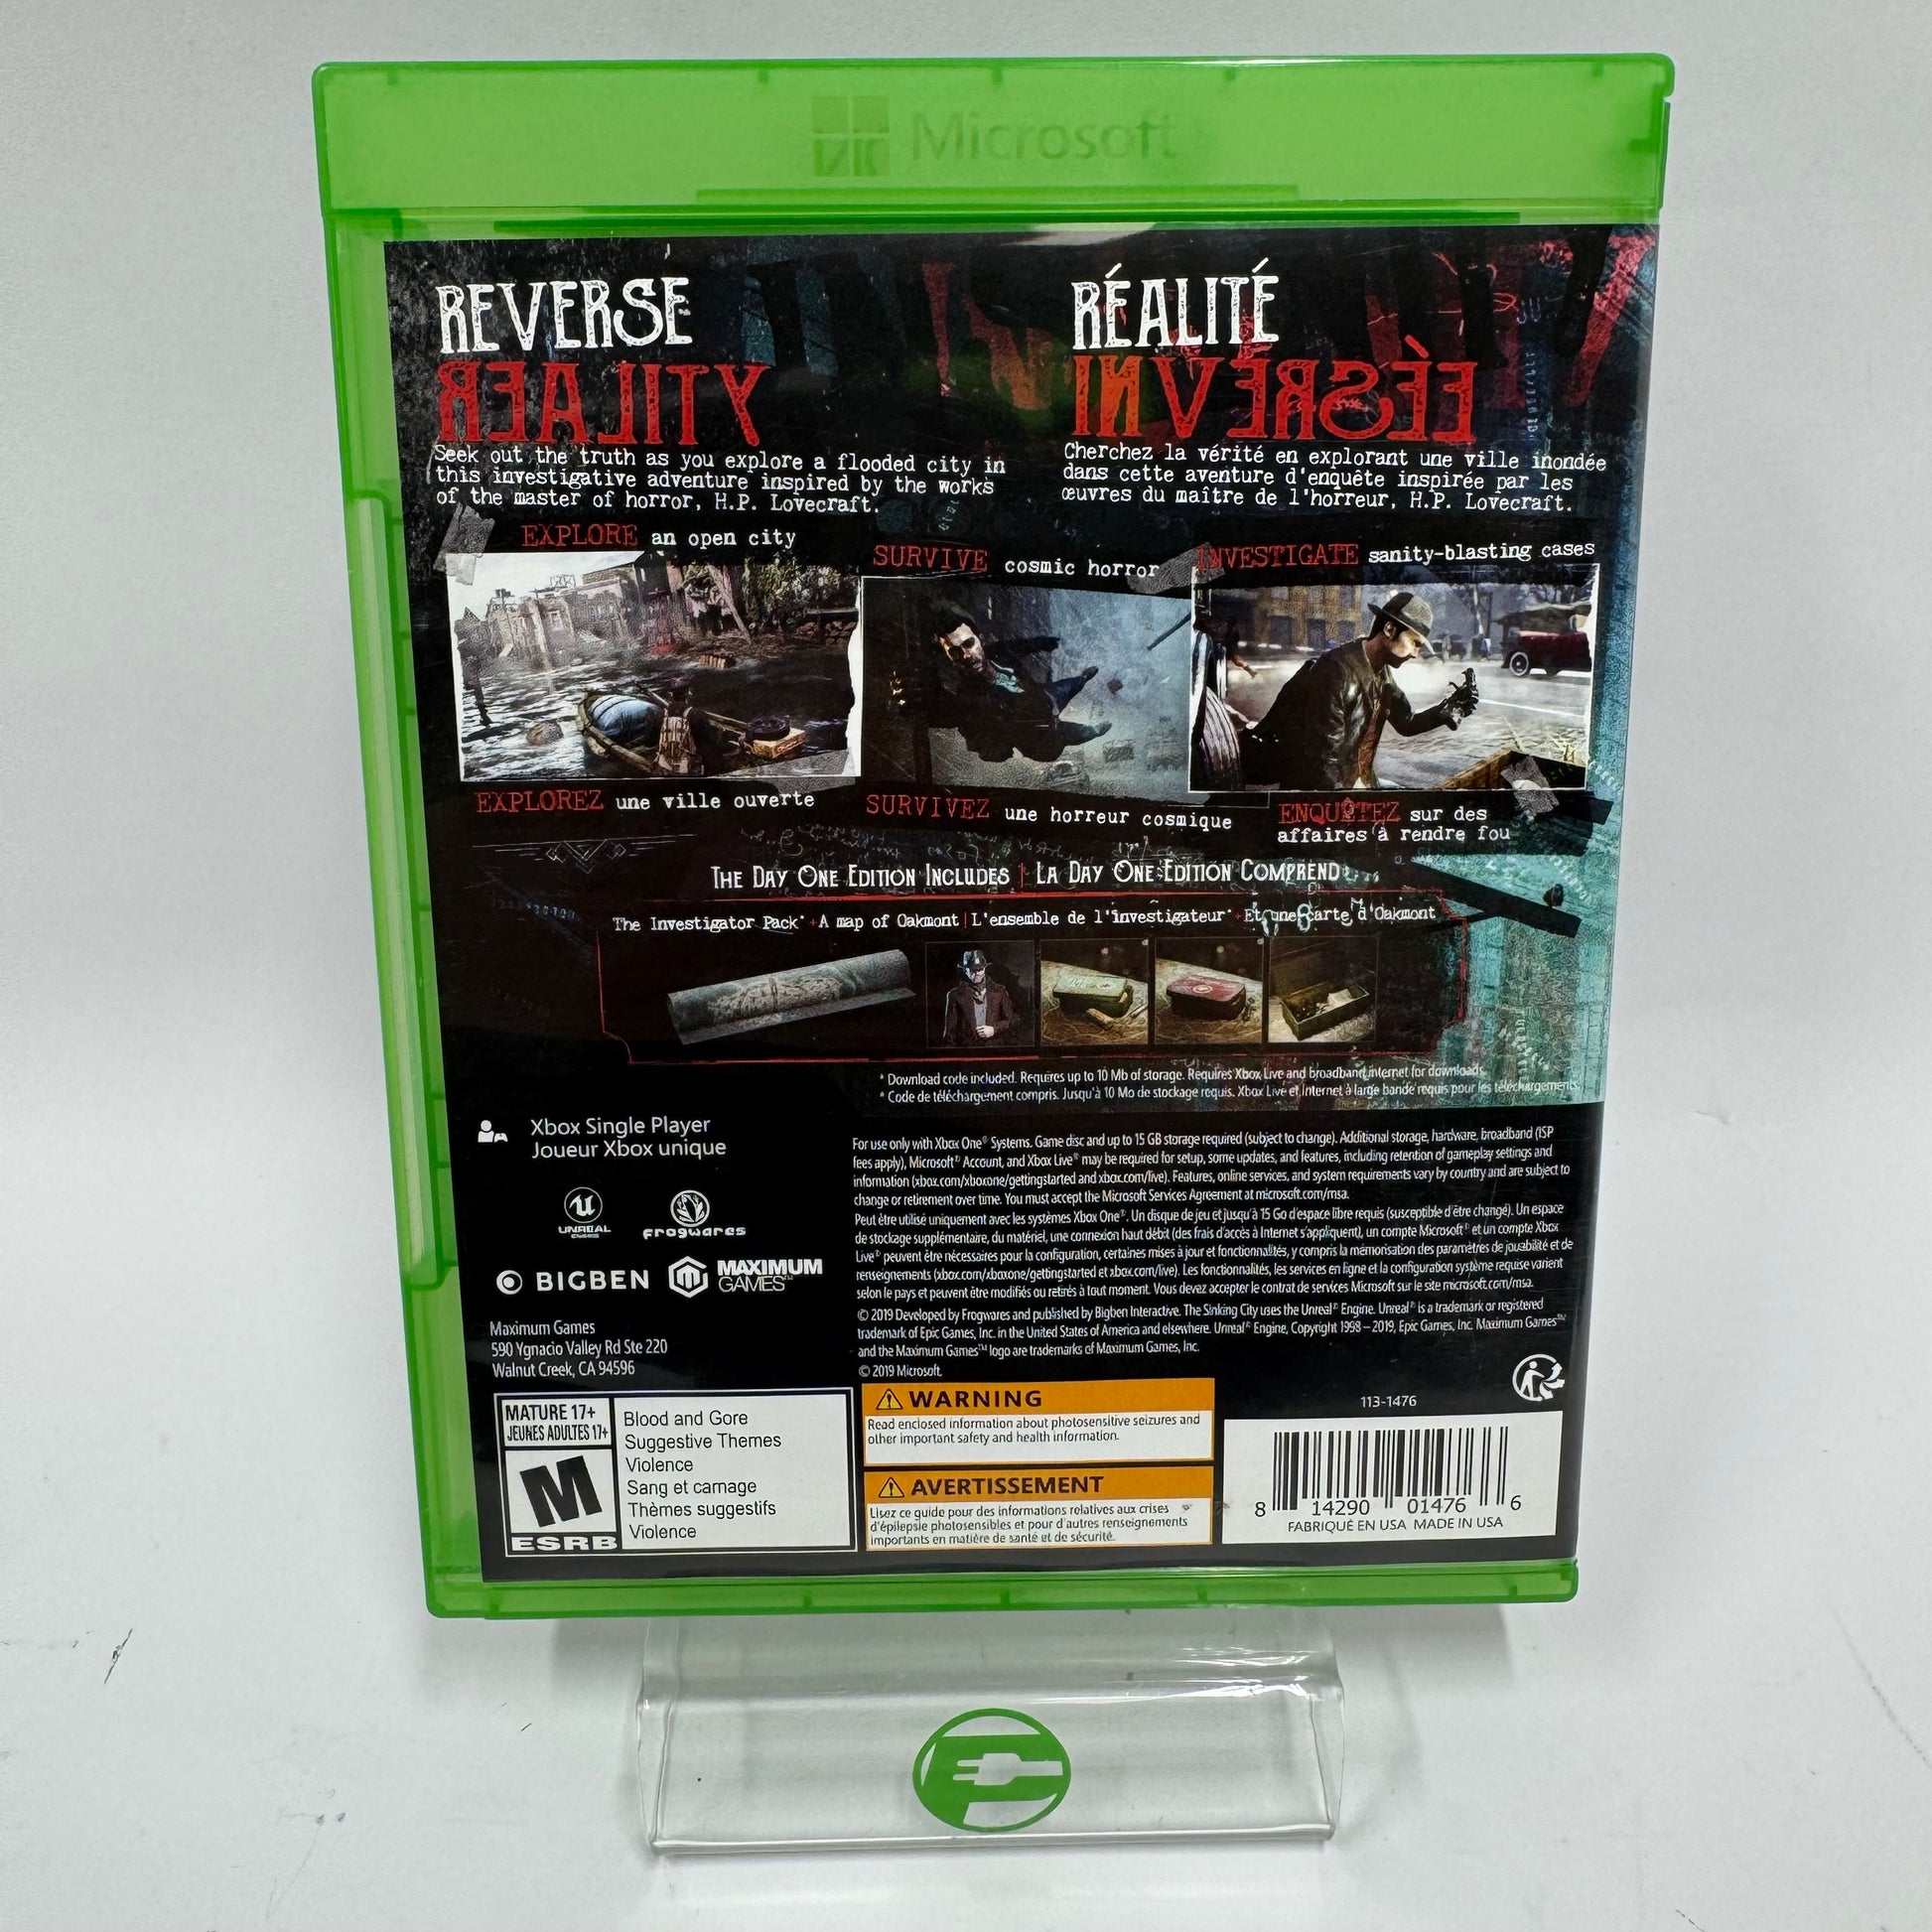 Microsoft
REVERSE
REALITY
Seek out the truth as you explore a flooded city in
this investigative adventure inspired by the works
of the master of horror, H.P. Lovecraft.
RÉALITÉ
INVERSÉE
Cherchez la vérité en explorant une ville inondée
dans cette aventure d'enquête inspirée par les
œuvres du maître de l'horreur, H.P. Lovecraft.
EXPLORE an open city
SURVIVE cosmic horror
INVESTIGATE sanity-blasting cases
EXPLOREZ une ville ouverte
SURVIVEZ une horreur cosmique
ENQUÊTEZ sur des
affaires à rendre fou
THE DAY ONE EDITION INCLUDES | LA DAY ONE EDITION COMPREND
The Investigator Pack* + A map of Oakmont | L'ensemble de l'investigateur* + Et une carte d'Oakmont
* Download code included. Requires up to 10 Mb of storage. Requires Xbox Live and broadband internet for downloads.
* Code de téléchargement compris. Jusqu'à 10 Mo de stockage requis. Xbox Live et Internet à large bande requis pour les téléchargements.
Xbox Single Player
Joueur Xbox unique
UNREAL
ENGINE
frogwares
BIGBEN
MAXIMUM
GAMES™
Maximum Games
590 Ygnacio Valley Rd Ste 220
Walnut Creek, CA 94596
For use only with Xbox One® Systems. Game disc and up to 15 GB storage required (subject to change). Additional storage, hardware, broadband (ISP
fees apply), Microsoft® Account, and Xbox Live® may be required for setup, some updates, and features, including retention of gameplay settings and
information (xbox.com/xboxone/gettingstarted and xbox.com/live). Features, online services, and system requirements vary by country and are subject to
change or retirement over time. You must accept the Microsoft Services Agreement at microsoft.com/msa.
Peut être utilisé uniquement avec les systèmes Xbox One®. Un disque de jeu et jusqu'à 15 Go d'espace libre requis (susceptible d'être changé). Un espace
de stockage supplémentaire, du matériel, une connexion haut débit (des frais d'accès à Internet s'appliquent), un compte Microsoft® et un compte Xbox
Live® peuvent être nécessaires pour la configuration, certaines mises à jour et fonctionnalités, y compris la mémorisation des paramètres de jouabilité et de
renseignements (xbox.com/xboxone/gettingstarted et xbox.com/live). Les fonctionnalités, les services en ligne et la configuration système requise varient
selon le pays et peuvent être modifiés ou retirés à tout moment. Vous devez accepter le contrat de services Microsoft sur le site microsoft.com/msa.
© 2019 Developed by Frogwares and published by Bigben Interactive. The Sinking City uses the Unreal® Engine. Unreal® is a trademark or registered
trademark of Epic Games, Inc. in the United States of America and elsewhere. Unreal® Engine, Copyright 1998 – 2019, Epic Games, Inc. Maximum Games™
and the Maximum Games™ logo are trademarks of Maximum Games, Inc.
© 2019 Microsoft.
MATURE 17+
JEUNES ADULTES 17+
M
ESRB
Blood and Gore
Suggestive Themes
Violence
Sang et carnage
Thèmes suggestifs
Violence
WARNING
Read enclosed information about photosensitive seizures and
other important safety and health information.
AVERTISSEMENT
Lisez ce guide pour des informations relatives aux crises
d'épilepsie photosensibles et pour d'autres renseignements
importants en matière de santé et de sécurité.
113-1476
8 14290 01476 6
FABRIQUÉ EN USA MADE IN USA